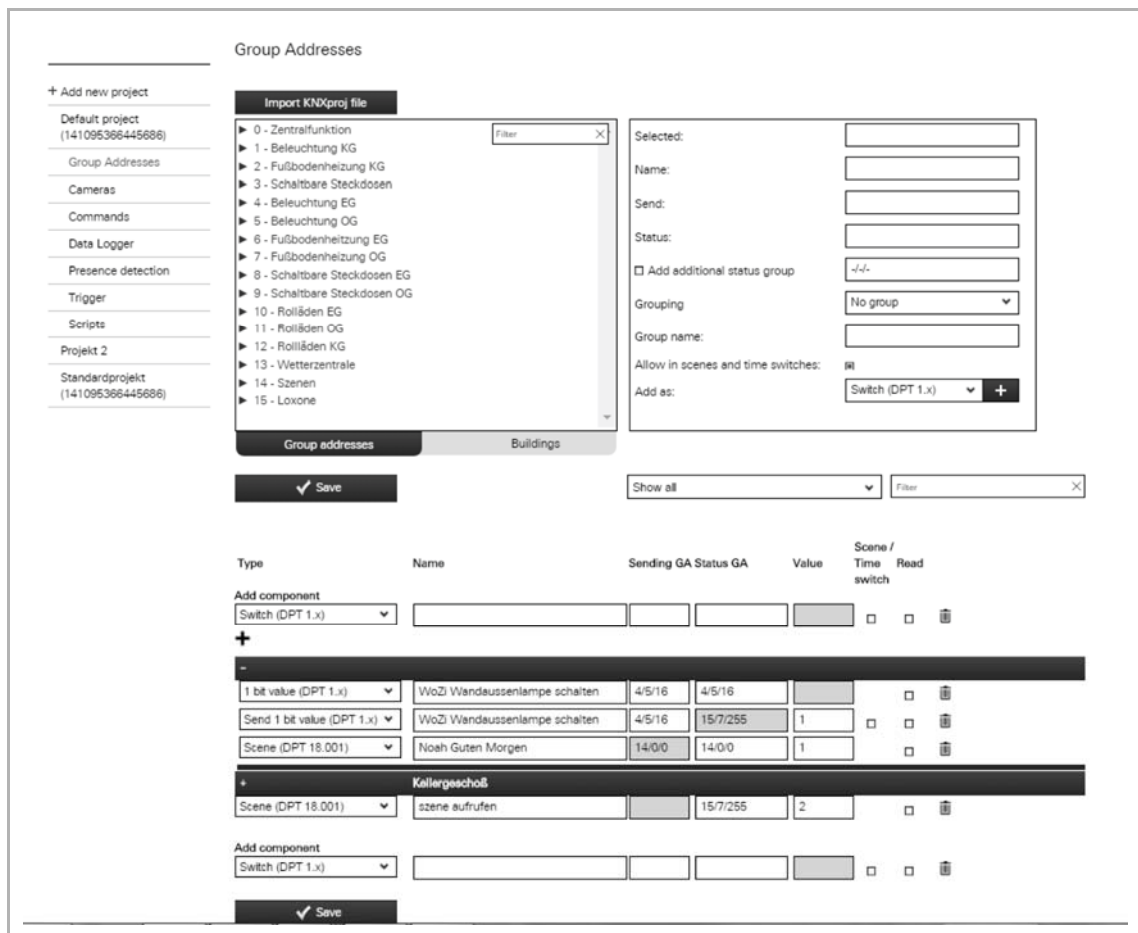 Group Addresses
+ Add new project
Default project
(141095366445686)
Group Addresses
Cameras
Commands
Data Logger
Presence detection
Trigger
Scripts
Projekt 2
Standardprojekt
(141095366445686)
Import KNXproj file
0 - Zentralfunktion
1 - Beleuchtung KG
2 - Fußbodenheizung KG
3 - Schaltbare Steckdosen
4 - Beleuchtung EG
5 - Beleuchtung OG
6 - Fußbodenheitzung EG
7 - Fußbodenheizung OG
8 - Schaltbare Steckdosen EG
9 - Schaltbare Steckdosen OG
10 - Rolläden EG
11 - Rolläden OG
12 - Rollläden KG
13 - Wetterzentrale
14 - Szenen
15 - Loxone
Filter
Group addresses Buildings
Selected:
Name:
Send:
Status:
Add additional status group -/-/-
Grouping No group
Group name:
Allow in scenes and time switches:
Add as: Switch (DPT 1.x) +
Save Show all Filter
Type Name Sending GA Status GA Value Scene / Time switch Read
Add component
Switch (DPT 1.x)
+
-
1 bit value (DPT 1.x) WoZi Wandaussenlampe schalten 4/5/16 4/5/16
Send 1 bit value (DPT 1.x) WoZi Wandaussenlampe schalten 4/5/16 15/7/255 1
Scene (DPT 18.001) Noah Guten Morgen 14/0/0 14/0/0 1
+ Kellergeschoß
Scene (DPT 18.001) szene aufrufen 15/7/255 2
Add component
Switch (DPT 1.x)
Save